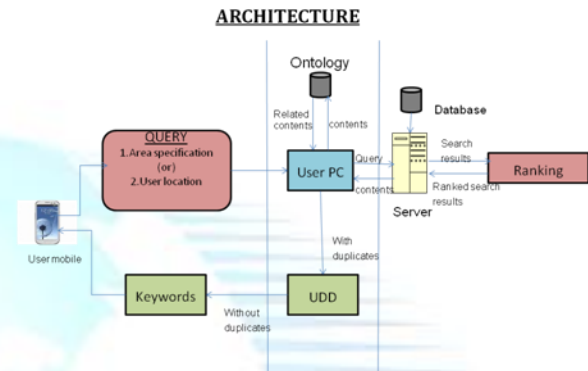 ARCHITECTURE
Ontology
Related
contents
contents
Database
QUERY
1.Area specification
(or)
2.User location
User PC
Query
contents
Server
Search
results
Ranked search
results
Ranking
User mobile
With
duplicates
Keywords
Without
duplicates
UDD